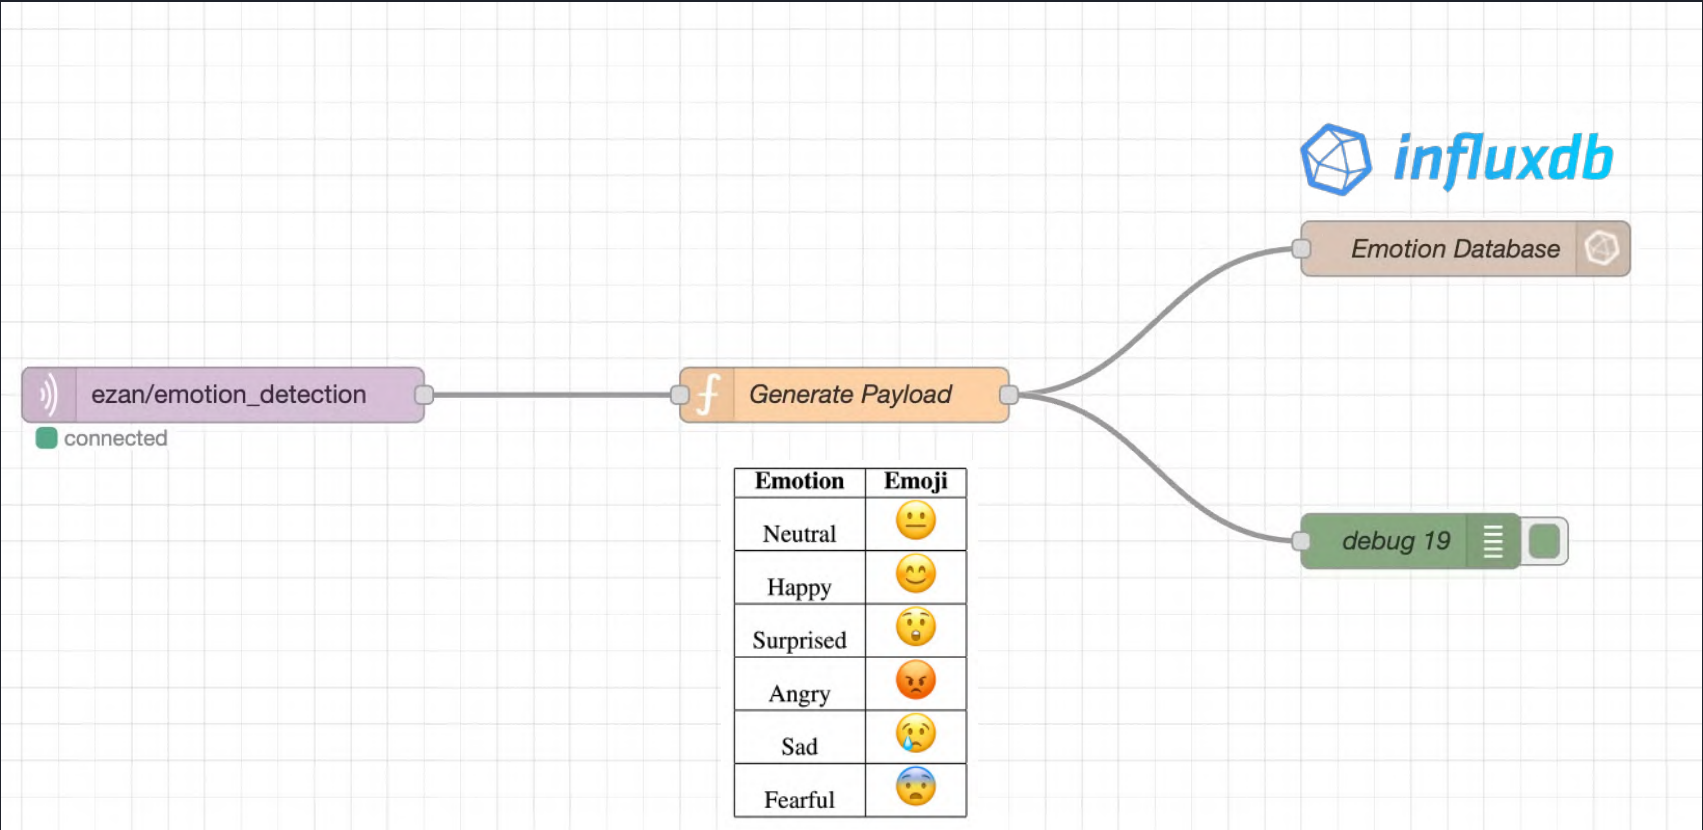 influxdb
Emotion Database
ezan/emotion_detection
Generate Payload
connected
Emotion Emoji
Neutral 😐
Happy 😊
Surprised 😲
Angry 😡
Sad 😢
Fearful 😨
debug 19